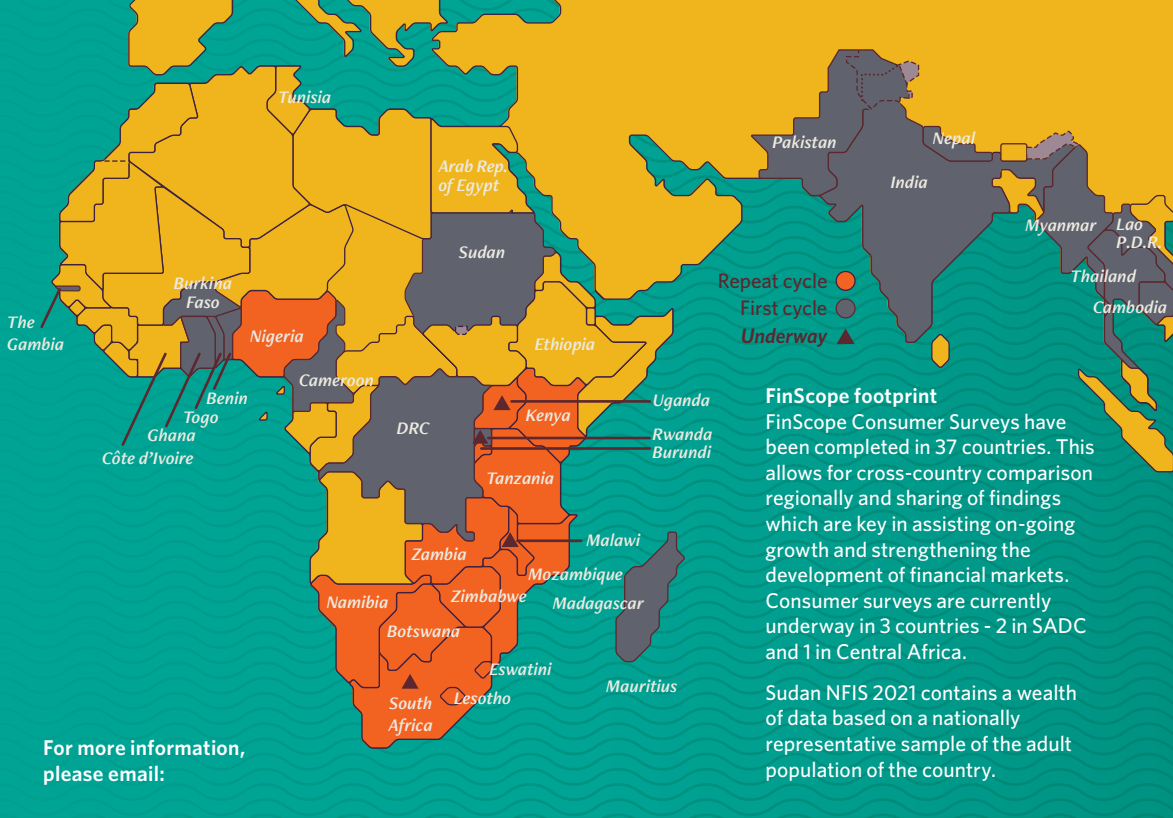 Tunisia
Arab Rep.
of Egypt
Pakistan
Nepal
India
Myanmar
Lao
P.D.R.
Thailand
Cambodia
Sudan
Burkina
Faso
The
Gambia
Nigeria
Ethiopia
Cameroon
Benin
Togo
Ghana
Côte d’Ivoire
DRC
Kenya
Uganda
Rwanda
Burundi
Tanzania
Malawi
Zambia
Mozambique
Namibia
Zimbabwe
Madagascar
Botswana
Eswatini
Mauritius
Lesotho
South
Africa
Repeat cycle
First cycle
Underway
FinScope footprint
FinScope Consumer Surveys have
been completed in 37 countries. This
allows for cross-country comparison
regionally and sharing of findings
which are key in assisting on-going
growth and strengthening the
development of financial markets.
Consumer surveys are currently
underway in 3 countries - 2 in SADC
and 1 in Central Africa.
Sudan NFIS 2021 contains a wealth
of data based on a nationally
representative sample of the adult
population of the country.
For more information,
please email: